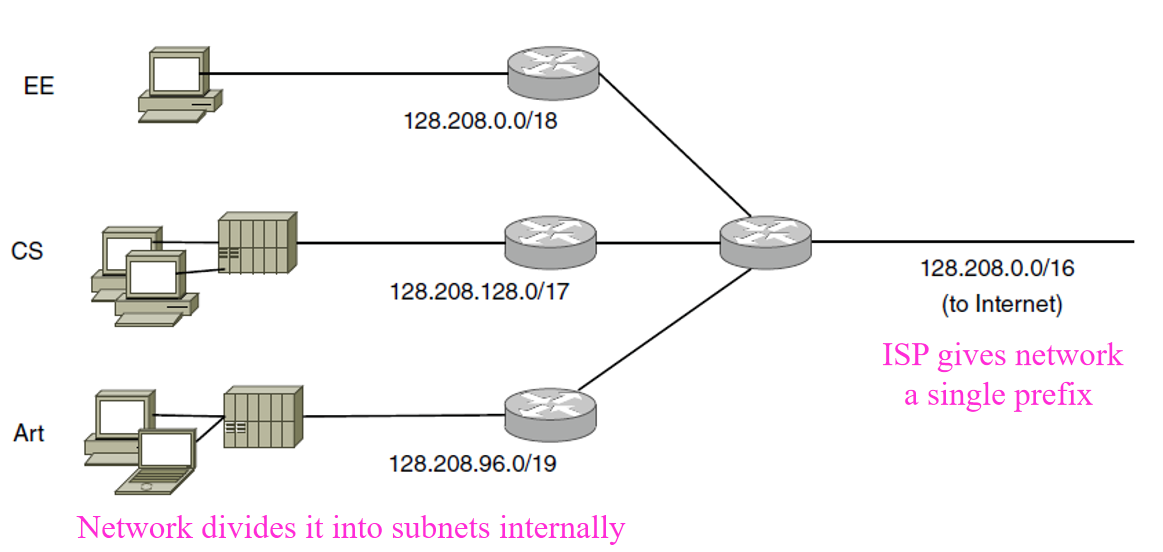 EE
128.208.0.0/18
CS
128.208.128.0/17
128.208.0.0/16
(to Internet)
ISP gives network
a single prefix
Art
128.208.96.0/19
Network divides it into subnets internally